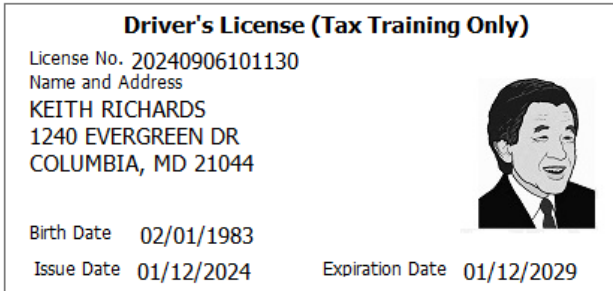 Driver's License (Tax Training Only)
License No. 20240906101130
Name and Address
KEITH RICHARDS
1240 EVERGREEN DR
COLUMBIA, MD 21044
Birth Date 02/01/1983
Issue Date 01/12/2024 Expiration Date 01/12/2029